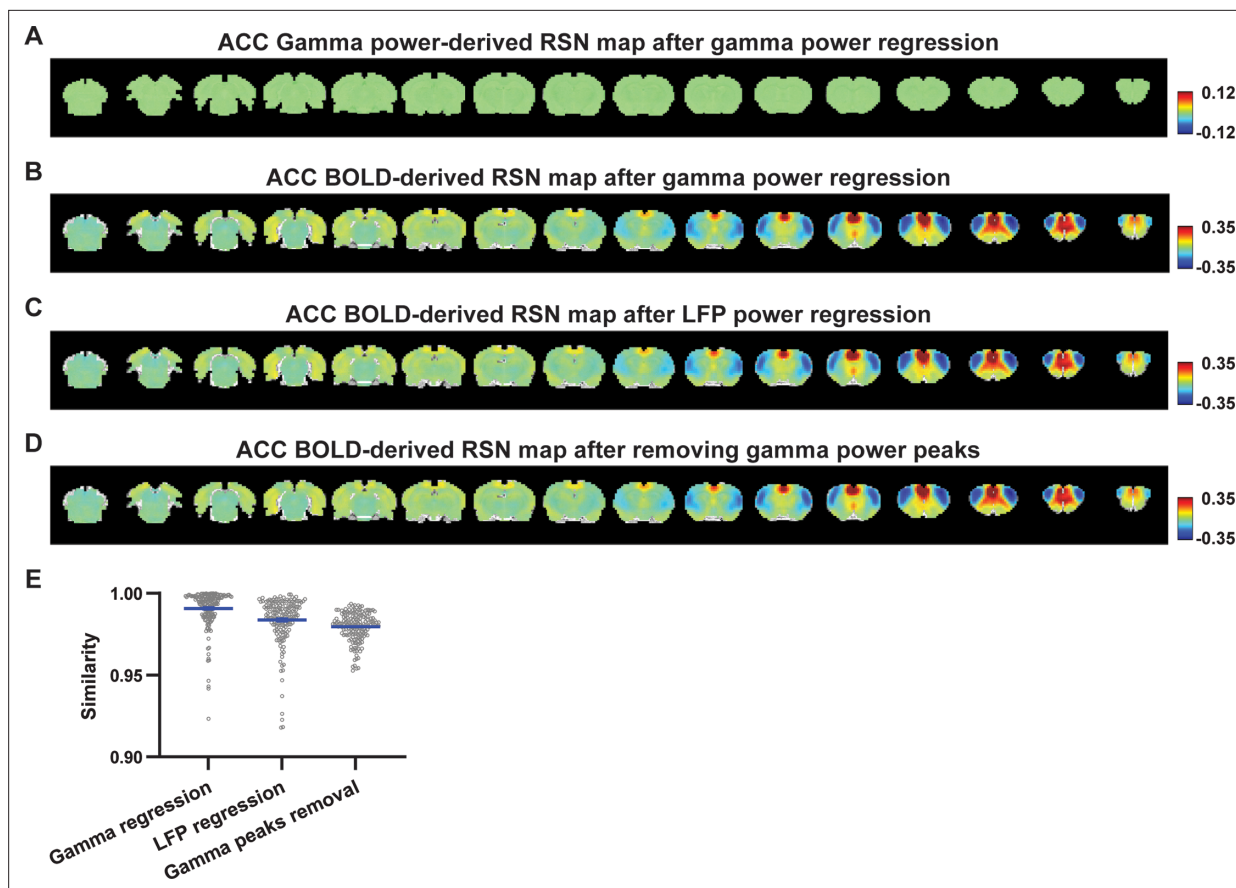 A
ACC Gamma power-derived RSN map after gamma power regression
0.12
-0.12
B
ACC BOLD-derived RSN map after gamma power regression
0.35
-0.35
C
ACC BOLD-derived RSN map after LFP power regression
0.35
-0.35
D
ACC BOLD-derived RSN map after removing gamma power peaks
0.35
-0.35
E
Similarity
1.00
0.95
0.90
Gamma regression
LFP regression
Gamma peaks removal